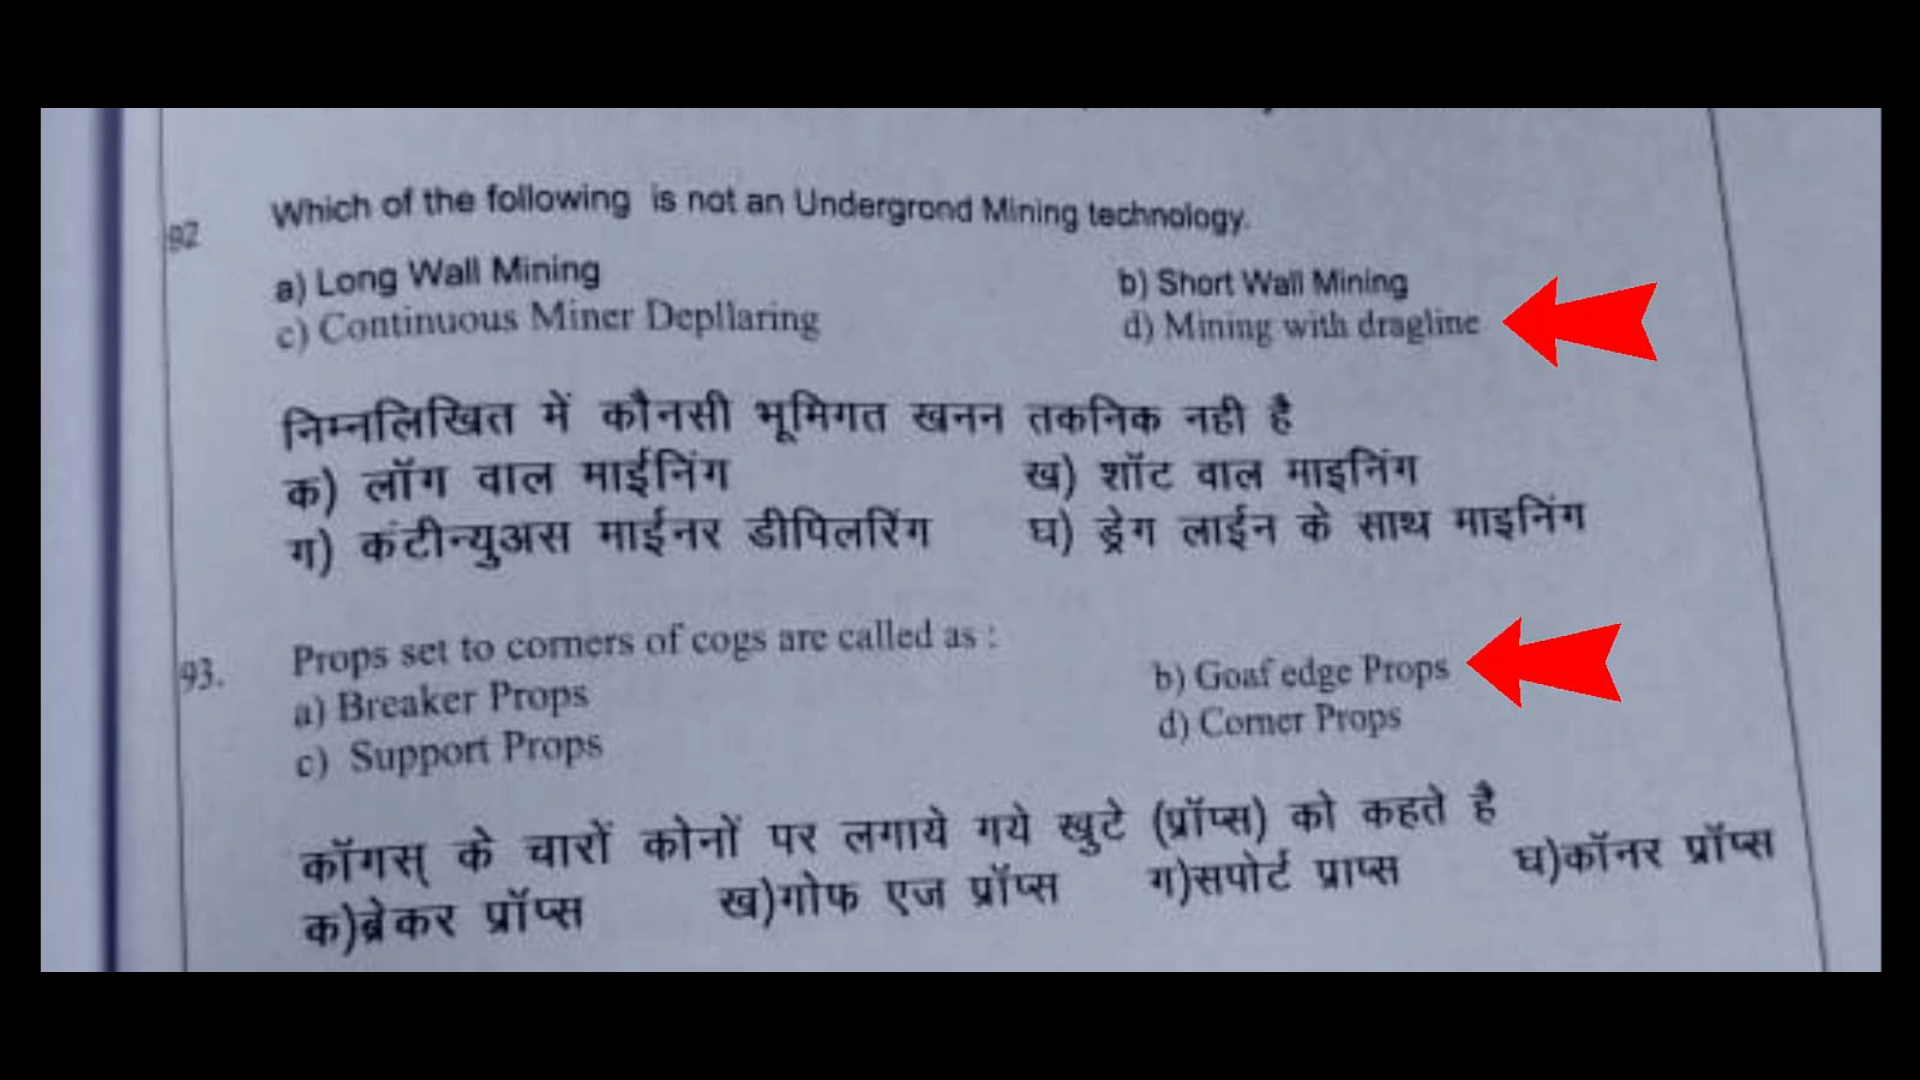 92 Which of the following is not an Undergrond Mining technology.
a) Long Wall Mining b) Short Wall Mining
c) Continuous Miner Depllaring d) Mining with dragline
निम्नलिखित में कौनसी भूमिगत खनन तकनिक नही है
क) लॉग वाल माईनिंग ख) शॉट वाल माइनिंग
ग) कंटीन्युअस माईनर डीपिलरिंग घ) ड्रेग लाईन के साथ माइनिंग
93. Props set to corners of cogs are called as :
a) Breaker Props b) Goaf edge Props
c) Support Props d) Corner Props
कॉगस् के चारों कोनों पर लगाये गये खुटे (प्रॉप्स) को कहते है
क)ब्रेकर प्रॉप्स ख)गोफ एज प्रॉप्स ग)सपोर्ट प्राप्स घ)कॉनर प्रॉप्स